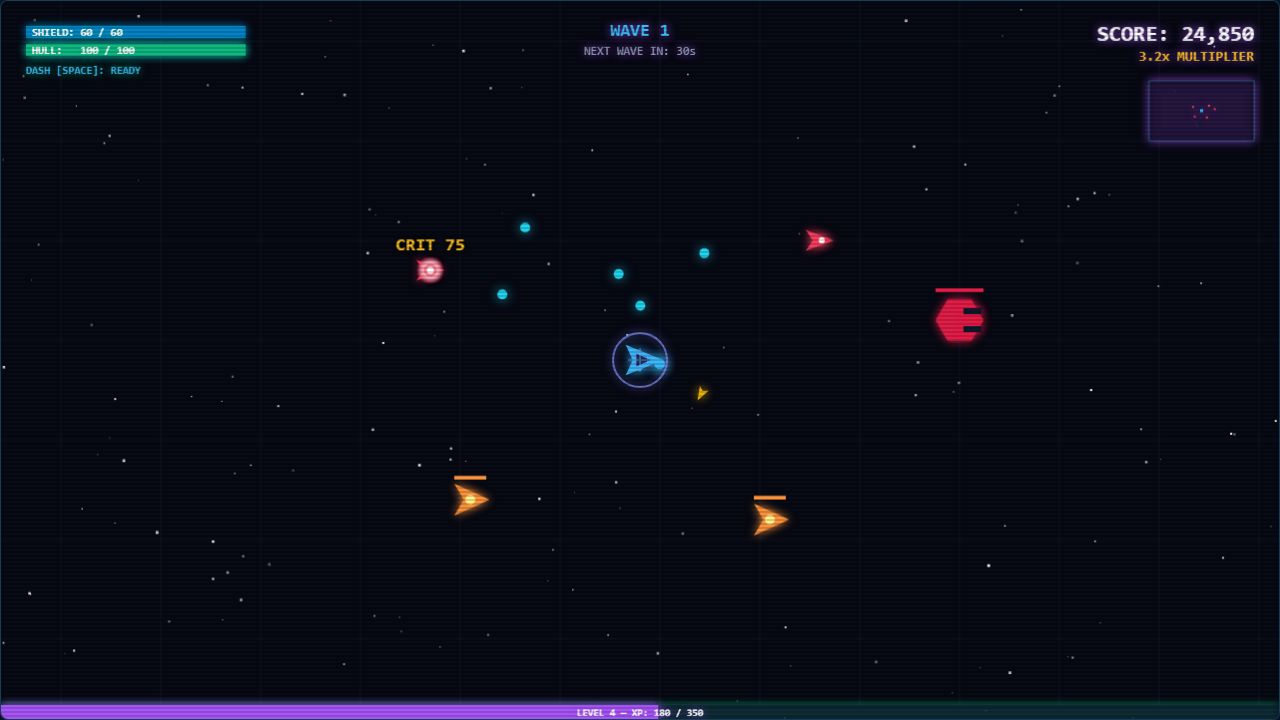 SHIELD: 60 / 60
HULL: 100 / 100
DASH [SPACE]: READY
WAVE 1
NEXT WAVE IN: 30s
SCORE: 24,850
3.2x MULTIPLIER
CRIT 75
LEVEL 4 — XP: 180 / 350